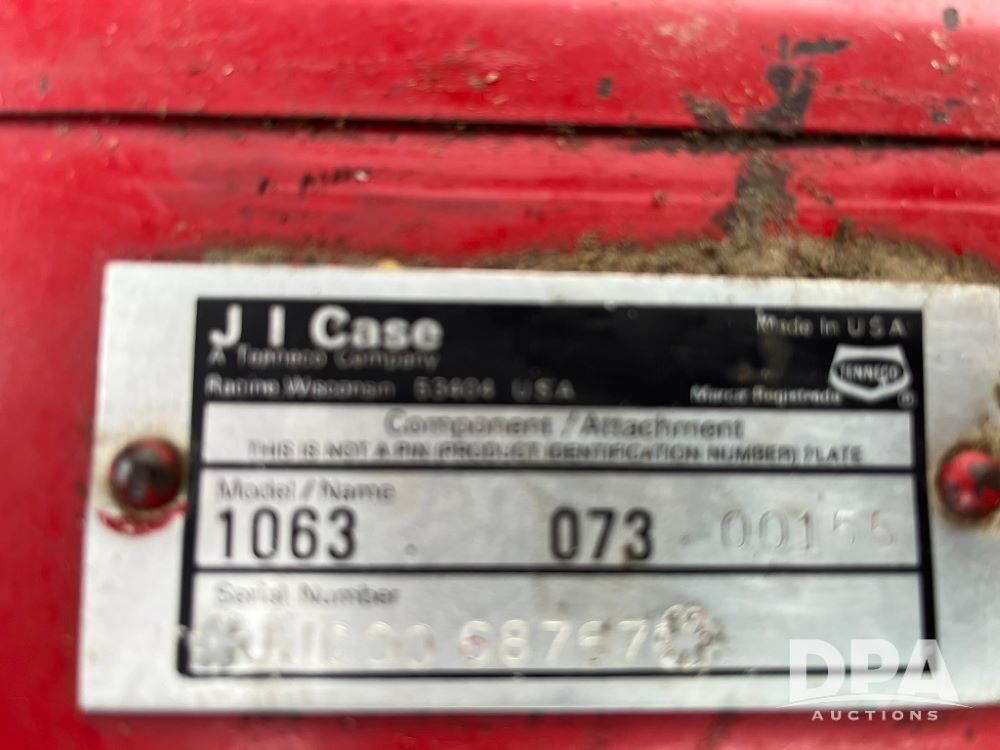 J I Case
A Tenneco Company
Racine, Wisconsin 53404 USA
Made In U S A
TENNECO
®
Marca Registrada
Component / Attachment
THIS IS NOT A PIN (PRODUCT IDENTIFICATION NUMBER) PLATE
Model / Name
1063 073 00155
Serial Number
DPA
AUCTIONS